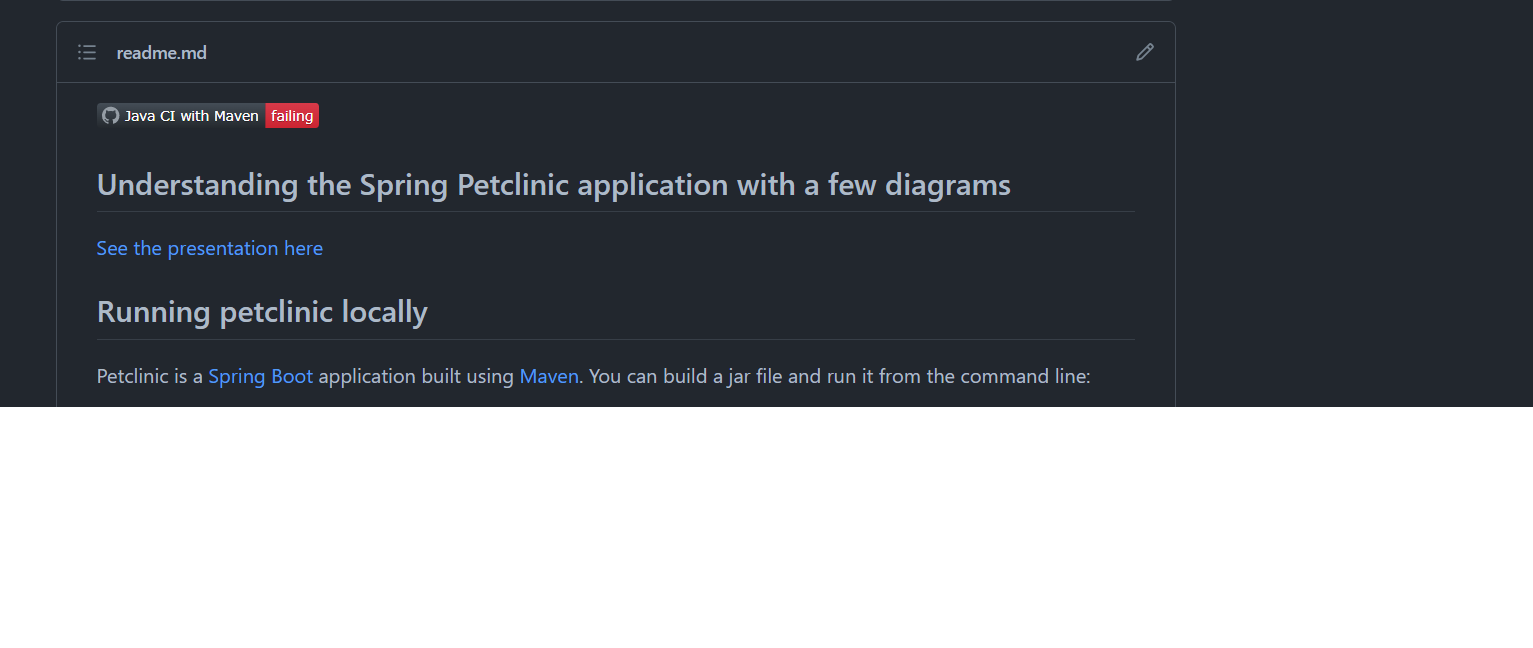 readme.md
Java CI with Maven failing
Understanding the Spring Petclinic application with a few diagrams
See the presentation here
Running petclinic locally
Petclinic is a Spring Boot application built using Maven. You can build a jar file and run it from the command line: